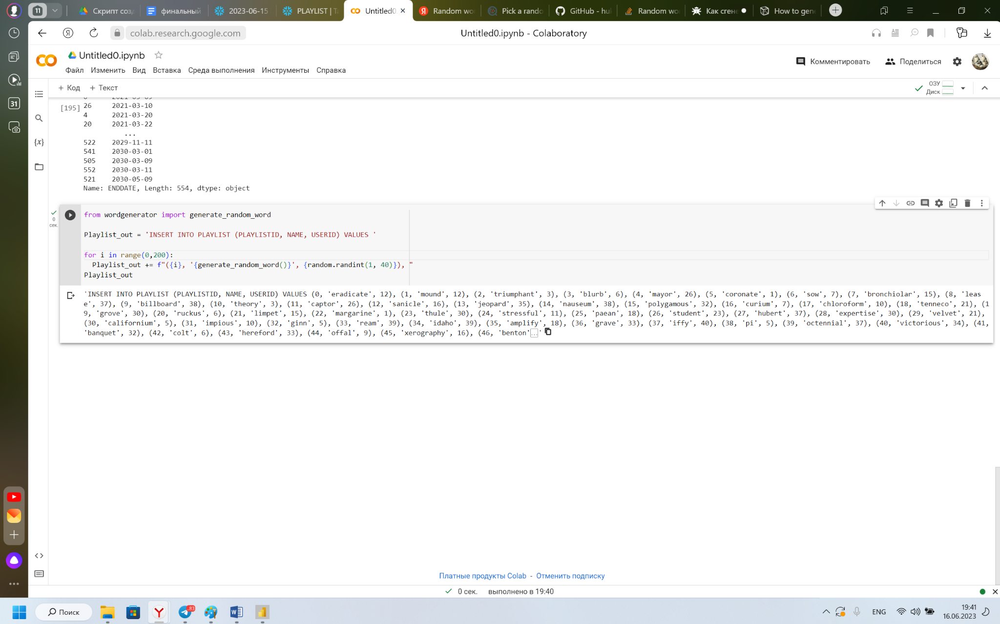 11
Скрипт соз
финальный
2023-06-15
PLAYLIST | Ta
Untitled0
Random wo
Pick a rando
GitHub - hu
Random wo
Как сгене
How to gene
colab.research.google.com
Untitled0.ipynb - Colaboratory
Untitled0.ipynb
Файл Изменить Вид Вставка Среда выполнения Инструменты Справка
Комментировать
Поделиться
+ Код + Текст
ОЗУ
Диск
31
[195]
26 2021-03-10
4 2021-03-20
20 2021-03-22
...
522 2029-11-11
541 2030-03-01
505 2030-03-09
552 2030-03-11
521 2030-05-09
Name: ENDDATE, Length: 554, dtype: object
0
сек.
from wordgenerator import generate_random_word
Playlist_out = 'INSERT INTO PLAYLIST (PLAYLISTID, NAME, USERID) VALUES '
for i in range(0,200):
Playlist_out += f"({i}, '{generate_random_word()}', {random.randint(1, 40)}), "
Playlist_out
'INSERT INTO PLAYLIST (PLAYLISTID, NAME, USERID) VALUES (0, 'eradicate', 12), (1, 'mound', 12), (2, 'triumphant', 3), (3, 'blurb', 6), (4, 'mayor', 26), (5, 'coronate', 1), (6, 'sow', 7), (7, 'bronchiolar', 15), (8, 'leas
e', 37), (9, 'billboard', 38), (10, 'theory', 3), (11, 'captor', 26), (12, 'sanicle', 16), (13, 'jeopard', 35), (14, 'nauseum', 38), (15, 'polygamous', 32), (16, 'curium', 7), (17, 'chloroform', 10), (18, 'tenneco', 21), (1
9, 'grove', 30), (20, 'ruckus', 6), (21, 'limpet', 15), (22, 'margarine', 1), (23, 'thule', 30), (24, 'stressful', 11), (25, 'paean', 18), (26, 'student', 23), (27, 'hubert', 37), (28, 'expertise', 30), (29, 'velvet', 21),
(30, 'californium', 5), (31, 'impious', 10), (32, 'ginn', 5), (33, 'ream', 39), (34, 'idaho', 39), (35, 'amplify', 18), (36, 'grave', 33), (37, 'iffy', 40), (38, 'pi', 5), (39, 'octennial', 37), (40, 'victorious', 34), (41,
'banquet', 32), (42, 'colt', 6), (43, 'hereford', 33), (44, 'offal', 9), (45, 'xerography', 16), (46, 'benton'...'
Платные продукты Colab - Отменить подписку
0 сек. выполнено в 19:40
Поиск
83
ENG
19:41
16.06.2023